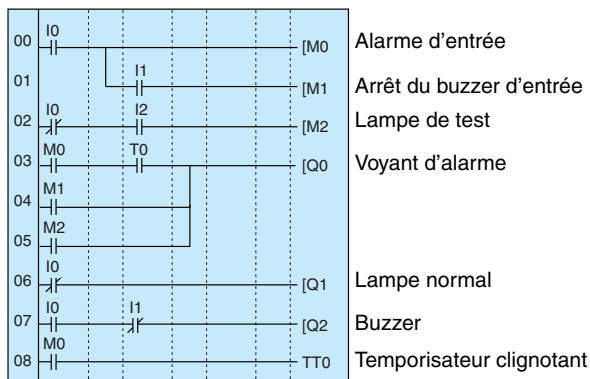 I0
00 [M0 Alarme d'entrée
I1
01 [M1 Arrêt du buzzer d'entrée
I0 I2
02 [M2 Lampe de test
M0 T0
03 [Q0 Voyant d'alarme
M1
04
M2
05
I0
06 [Q1 Lampe normal
I0 I1
07 [Q2 Buzzer
M0
08 TT0 Temporisateur clignotant